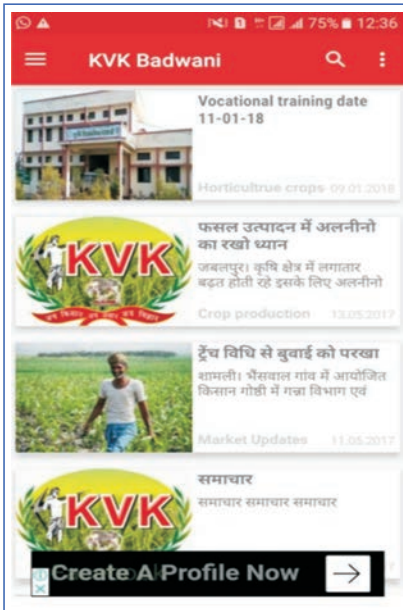 75% 12:36
KVK Badwani
Vocational training date
11-01-18
Horticultrue crops 09.01.2018
KVK
फसल उत्पादन में अलनीनो
का रखो ध्यान
जबलपुर। कृषि क्षेत्र में लगातार
बढ़त होती रहे इसके लिए अलनीनो
Crop production 13.05.2017
ट्रेंच विधि से बुवाई को परखा
शामली। भैंसवाल गांव में आयोजित
किसान गोष्ठी में गन्ना विभाग एवं
Market Updates 11.05.2017
KVK
समाचार
समाचार समाचार समाचार
Create A Profile Now